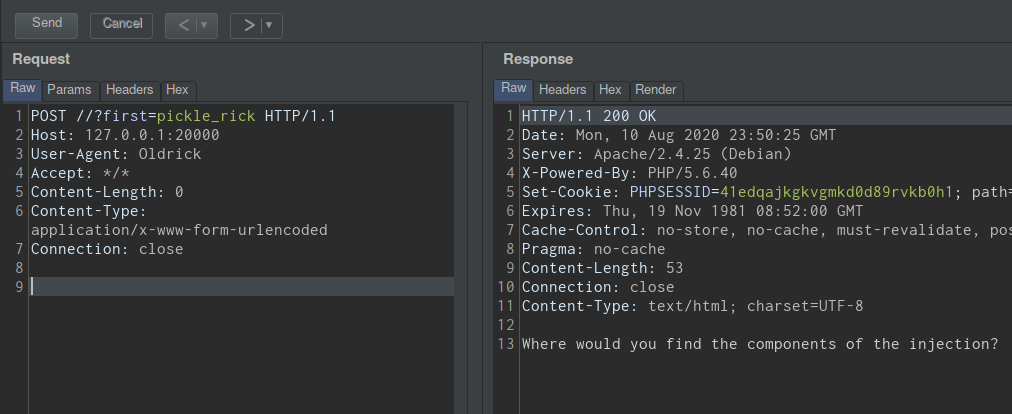 Send Cancel < | ▾ > | ▾
Request
Raw Params Headers Hex
1 POST //?first=pickle_rick HTTP/1.1
2 Host: 127.0.0.1:20000
3 User-Agent: Oldrick
4 Accept: */*
5 Content-Length: 0
6 Content-Type:
application/x-www-form-urlencoded
7 Connection: close
8
9
Response
Raw Headers Hex Render
1 HTTP/1.1 200 OK
2 Date: Mon, 10 Aug 2020 23:50:25 GMT
3 Server: Apache/2.4.25 (Debian)
4 X-Powered-By: PHP/5.6.40
5 Set-Cookie: PHPSESSID=41edqajkgkvgmkd0d89rvkb0h1; path=
6 Expires: Thu, 19 Nov 1981 08:52:00 GMT
7 Cache-Control: no-store, no-cache, must-revalidate, pos
8 Pragma: no-cache
9 Content-Length: 53
10 Connection: close
11 Content-Type: text/html; charset=UTF-8
12
13 Where would you find the components of the injection?